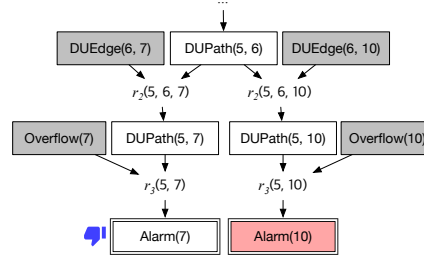 ...
DUEdge(6, 7) DUPath(5, 6) DUEdge(6, 10)
r₂(5, 6, 7) r₂(5, 6, 10)
Overflow(7) DUPath(5, 7) DUPath(5, 10) Overflow(10)
r₃(5, 7) r₃(5, 10)
Alarm(7) Alarm(10)